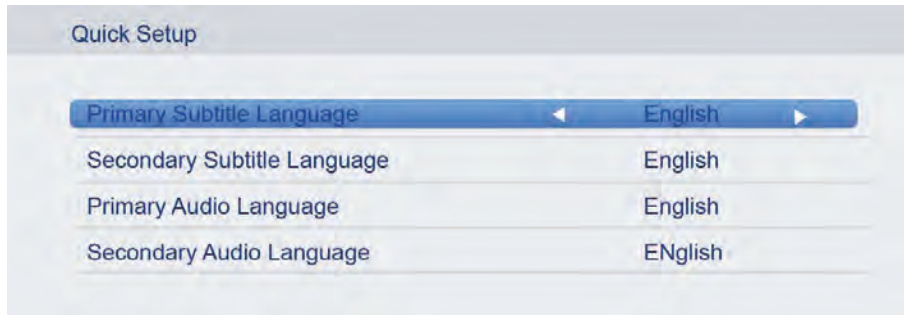 Quick Setup
Primary Subtitle Language English
Secondary Subtitle Language English
Primary Audio Language English
Secondary Audio Language ENglish